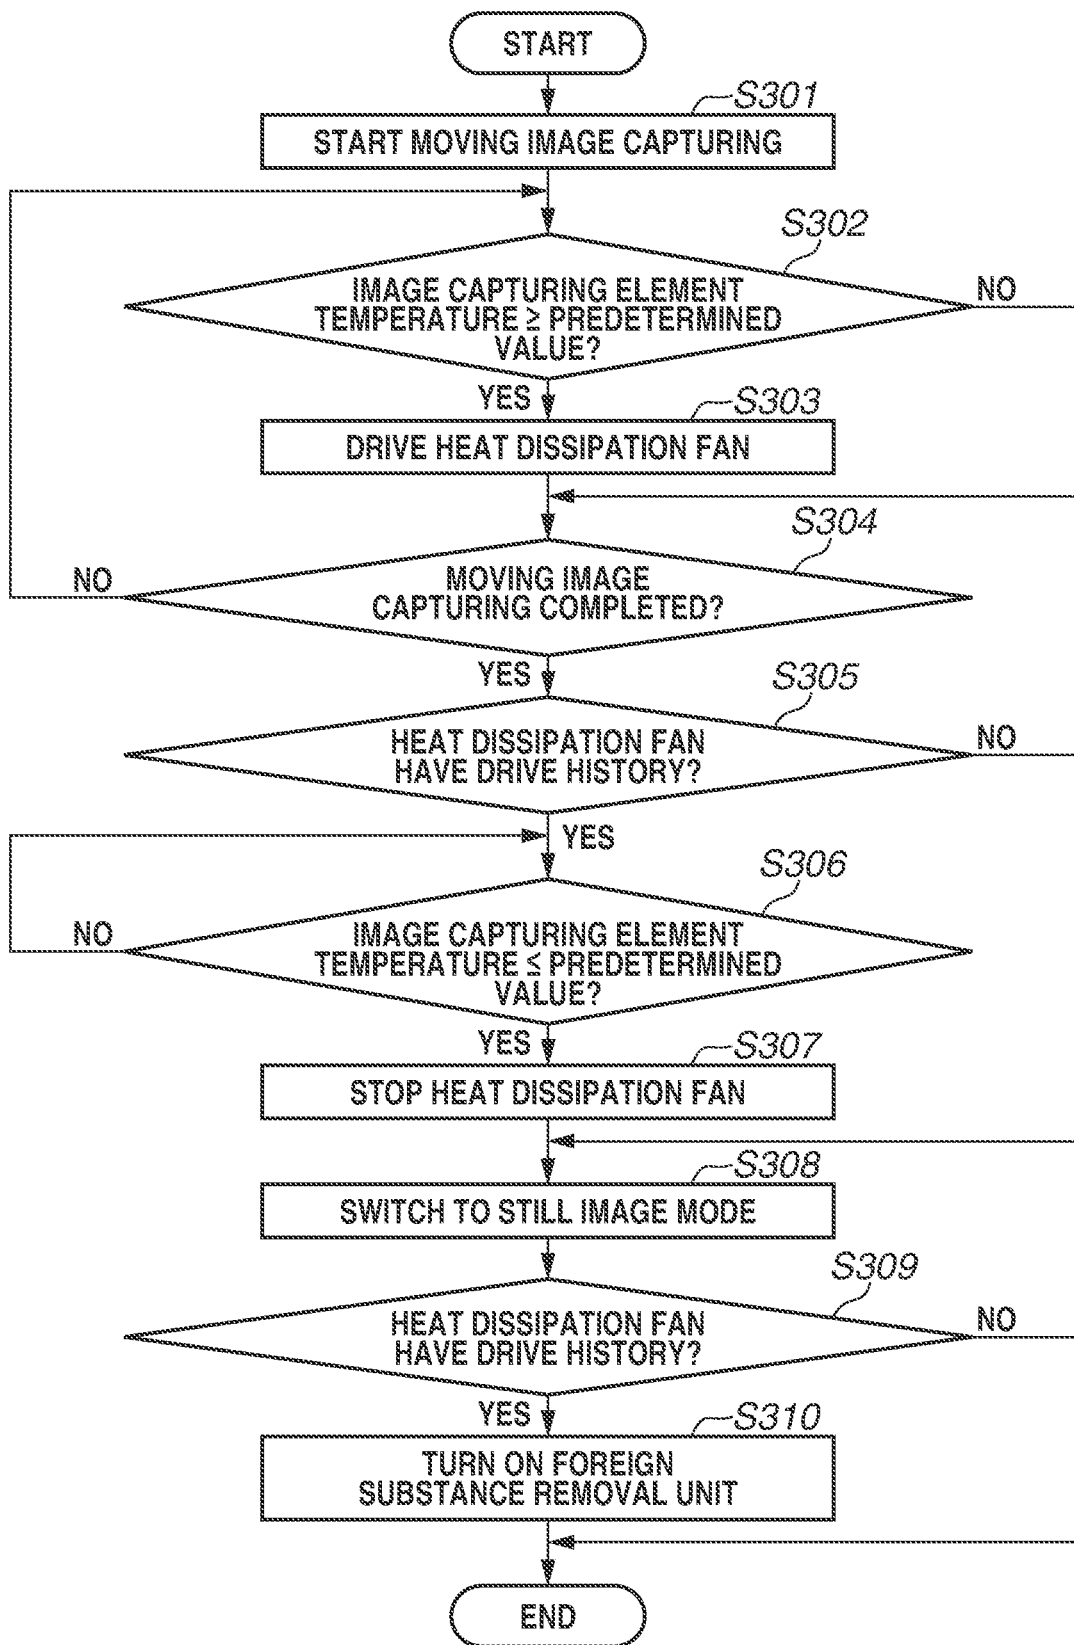 START
S301
START MOVING IMAGE CAPTURING
S302
IMAGE CAPTURING ELEMENT
TEMPERATURE ≥ PREDETERMINED
VALUE?
NO
YES
S303
DRIVE HEAT DISSIPATION FAN
S304
MOVING IMAGE
CAPTURING COMPLETED?
NO
YES
S305
HEAT DISSIPATION FAN
HAVE DRIVE HISTORY?
NO
YES
S306
IMAGE CAPTURING ELEMENT
TEMPERATURE ≤ PREDETERMINED
VALUE?
NO
YES
S307
STOP HEAT DISSIPATION FAN
S308
SWITCH TO STILL IMAGE MODE
S309
HEAT DISSIPATION FAN
HAVE DRIVE HISTORY?
NO
YES
S310
TURN ON FOREIGN
SUBSTANCE REMOVAL UNIT
END